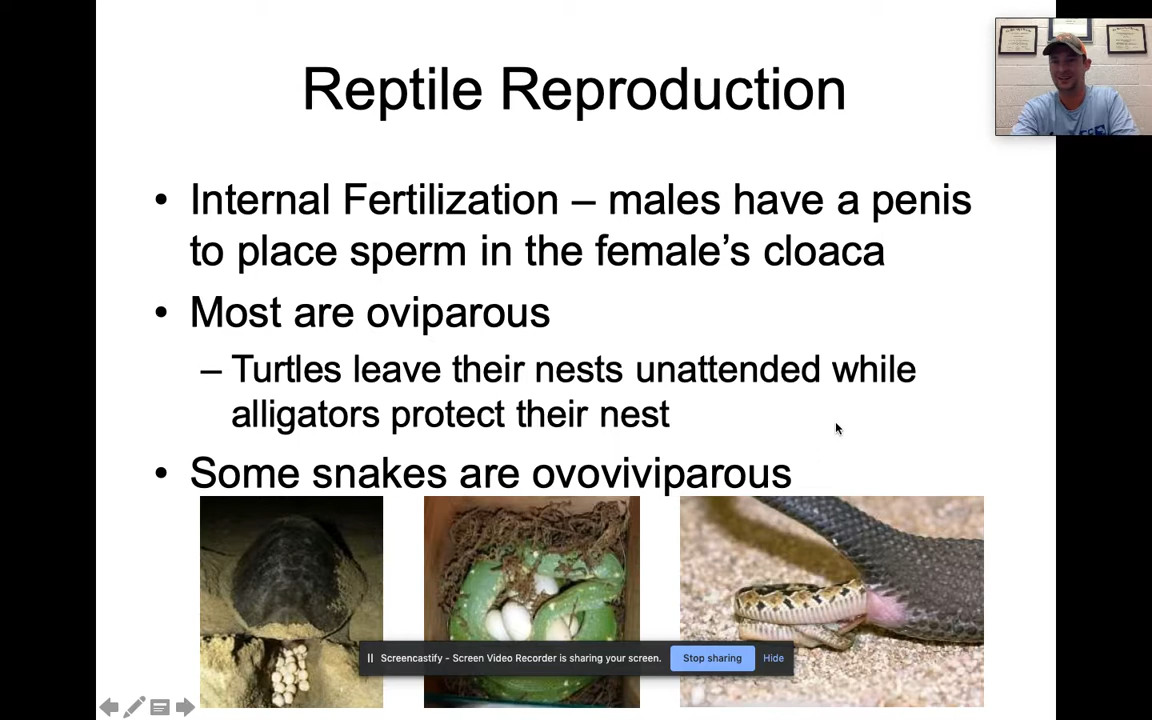 Reptile Reproduction
• Internal Fertilization – males have a penis
to place sperm in the female’s cloaca
• Most are oviparous
– Turtles leave their nests unattended while
alligators protect their nest
• Some snakes are ovoviviparous
Screencastify - Screen Video Recorder is sharing your screen.
Stop sharing
Hide